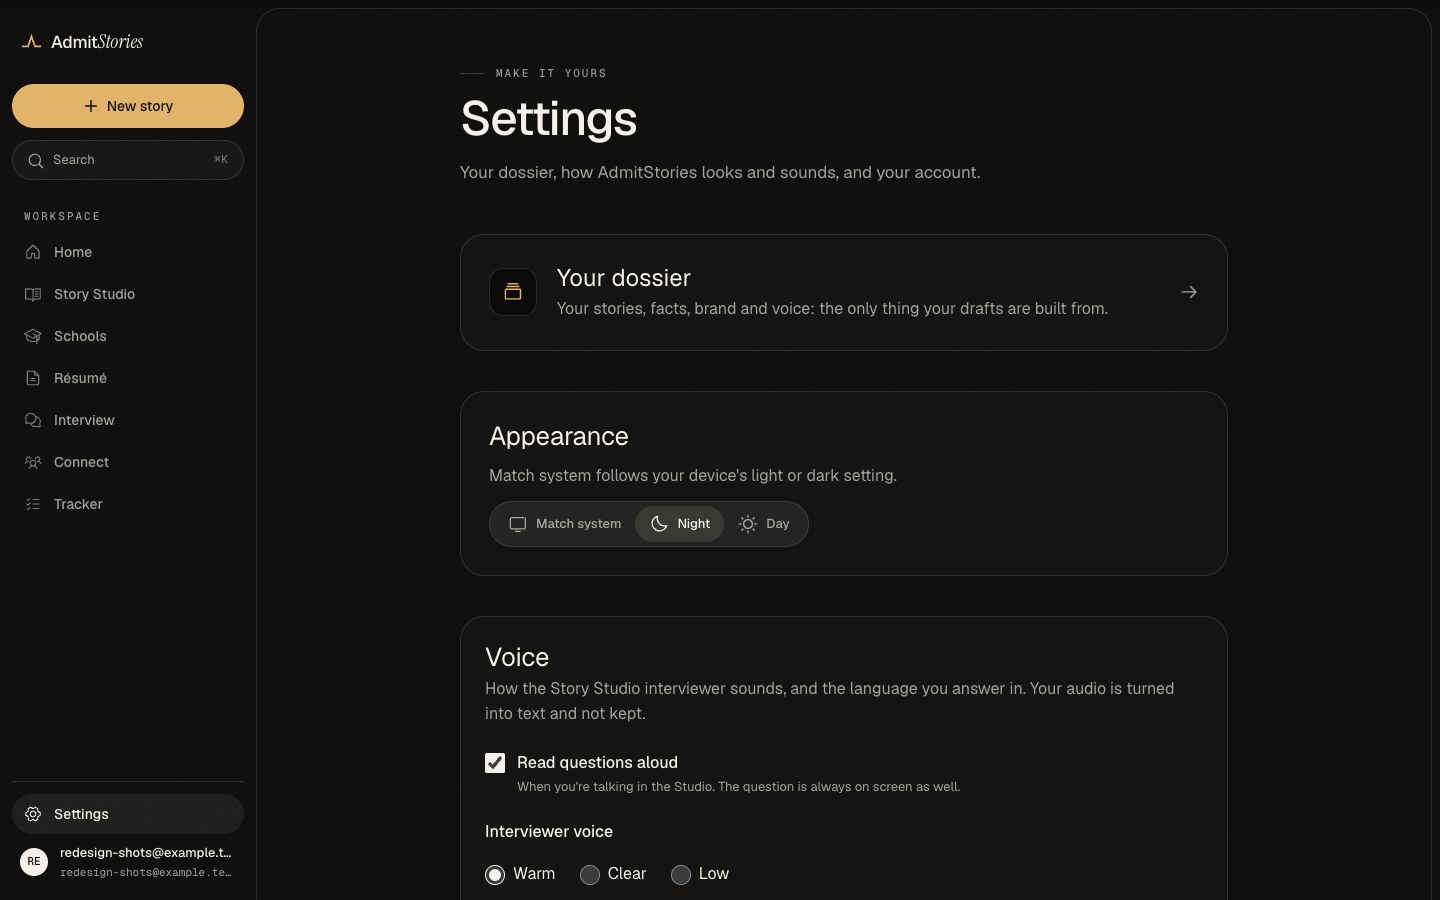 AdmitStories
New story
Search ⌘K
WORKSPACE
Home
Story Studio
Schools
Résumé
Interview
Connect
Tracker
Settings
RE
redesign-shots@example.t...
redesign-shots@example.te...
MAKE IT YOURS
Settings
Your dossier, how AdmitStories looks and sounds, and your account.
Your dossier
Your stories, facts, brand and voice: the only thing your drafts are built from.
Appearance
Match system follows your device's light or dark setting.
Match system Night Day
Voice
How the Story Studio interviewer sounds, and the language you answer in. Your audio is turned
into text and not kept.
Read questions aloud
When you're talking in the Studio. The question is always on screen as well.
Interviewer voice
Warm Clear Low